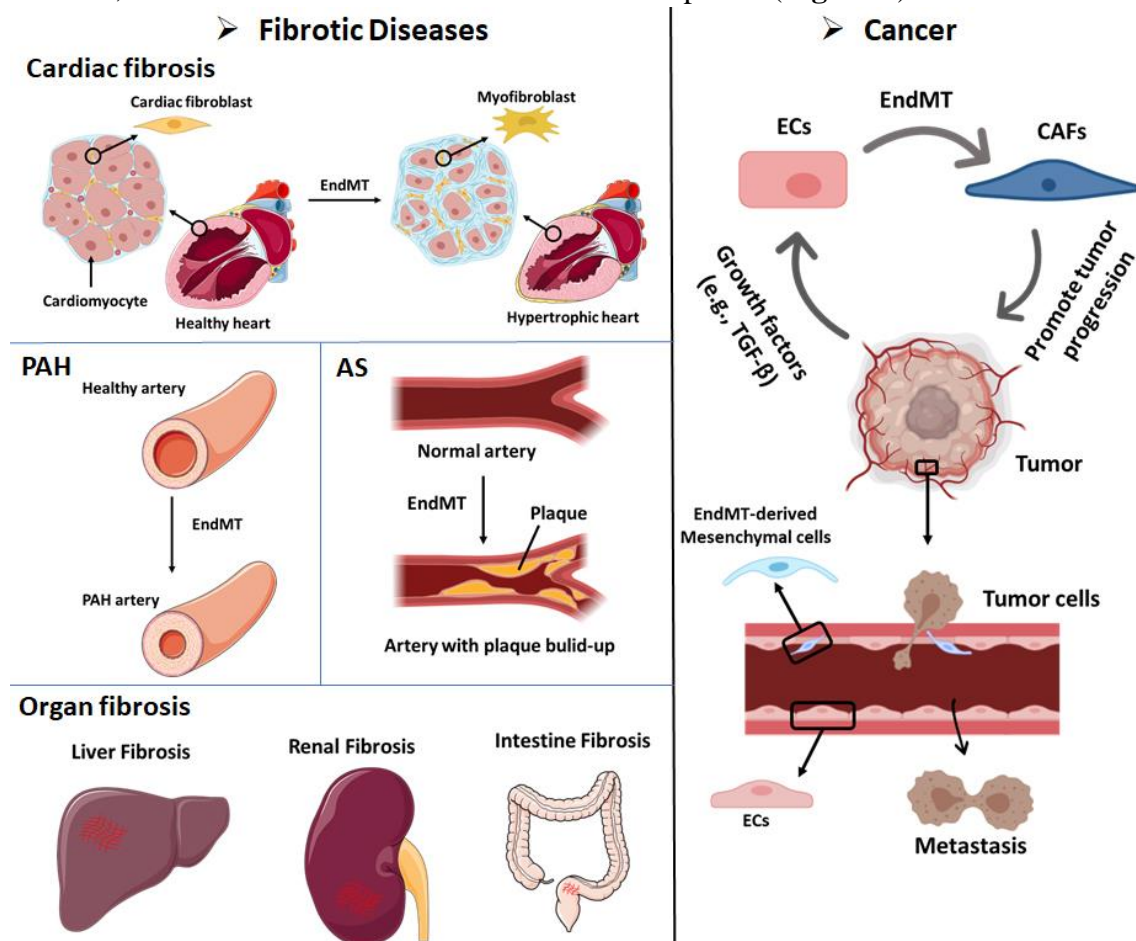 ➢ Fibrotic Diseases
Cardiac fibrosis
Cardiac fibroblast
Myofibroblast
EndMT
Cardiomyocyte
Healthy heart
Hypertrophic heart
PAH
Healthy artery
EndMT
PAH artery
AS
Normal artery
EndMT
Plaque
Artery with plaque bulid-up
Organ fibrosis
Liver Fibrosis
Renal Fibrosis
Intestine Fibrosis
➢ Cancer
EndMT
ECs
CAFs
Growth factors
(e.g., TGF-β)
Promote tumor
progression
Tumor
EndMT-derived
Mesenchymal cells
Tumor cells
ECs
Metastasis